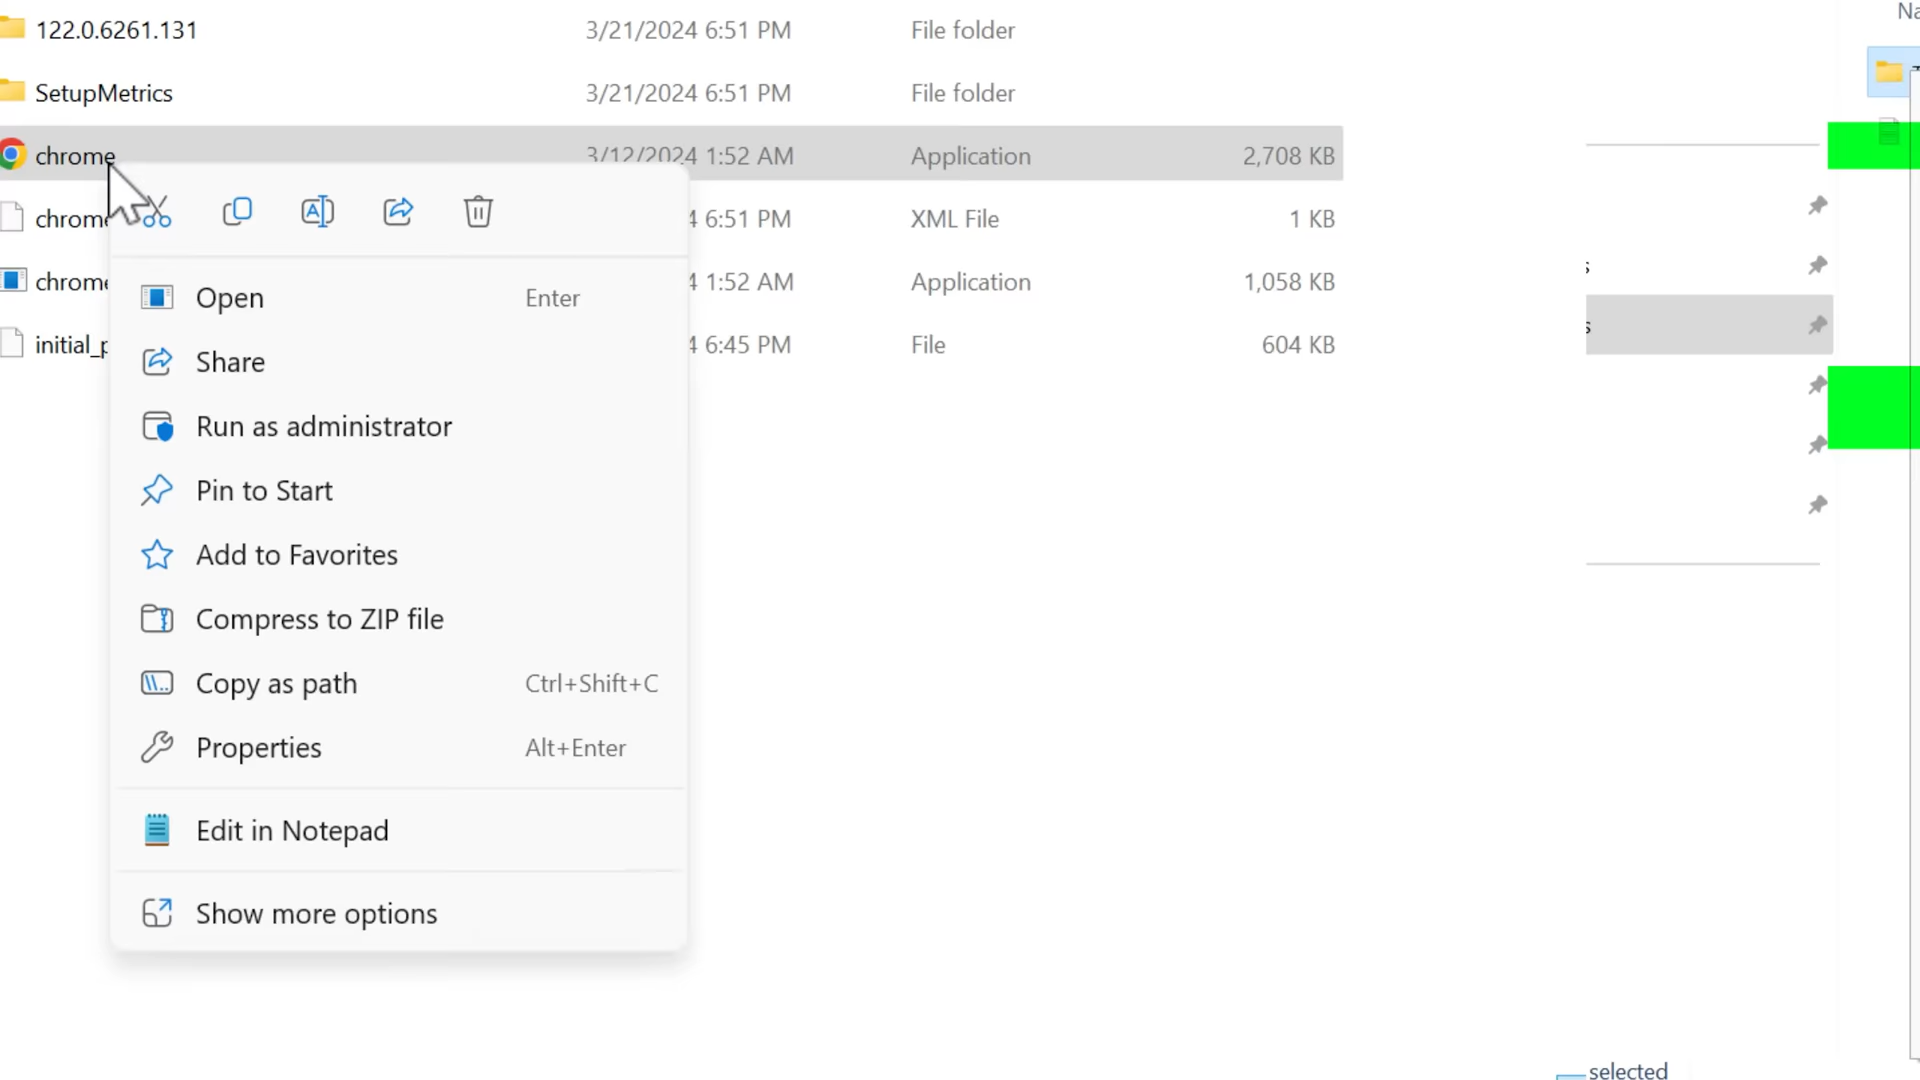 122.0.6261.131 3/21/2024 6:51 PM File folder
SetupMetrics 3/21/2024 6:51 PM File folder
chrome 3/12/2024 1:52 AM Application 2,708 KB
chrome 4 6:51 PM XML File 1 KB
chrome 4 1:52 AM Application 1,058 KB
initial_p 4 6:45 PM File 604 KB
Open Enter
Share
Run as administrator
Pin to Start
Add to Favorites
Compress to ZIP file
Copy as path Ctrl+Shift+C
Properties Alt+Enter
Edit in Notepad
Show more options
Na
s
s
selected